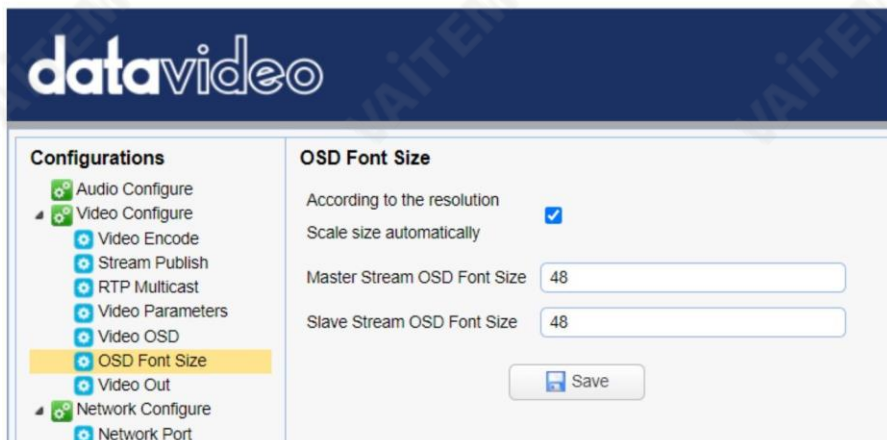 datavideo
Configurations
Audio Configure
Video Configure
Video Encode
Stream Publish
RTP Multicast
Video Parameters
Video OSD
OSD Font Size
Video Out
Network Configure
Network Port
OSD Font Size
According to the resolution
Scale size automatically
Master Stream OSD Font Size 48
Slave Stream OSD Font Size 48
Save